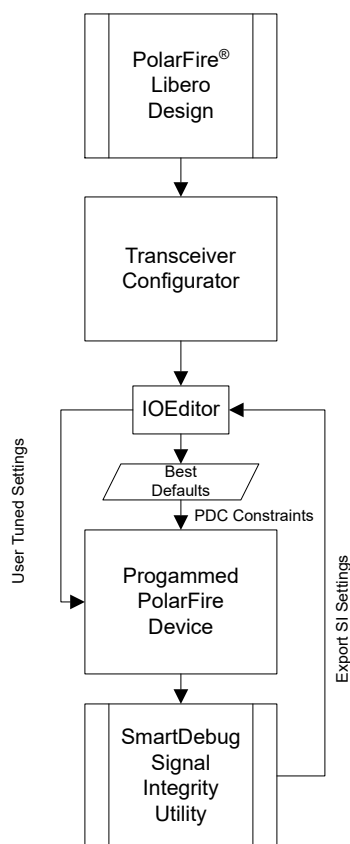 PolarFire®
Libero
Design
Transceiver
Configurator
IOEditor
Best
Defaults
PDC Constraints
User Tuned Settings
Progammed
PolarFire
Device
Export SI Settings
SmartDebug
Signal
Integrity
Utility